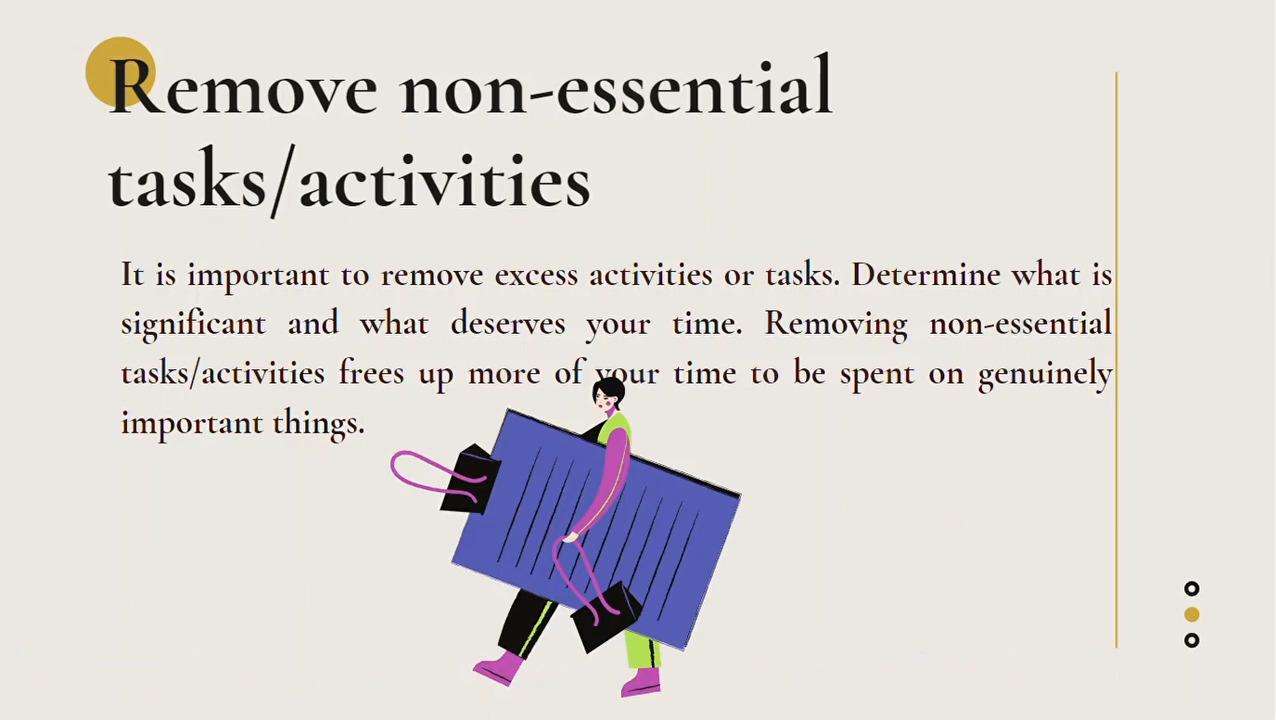 Remove non-essential
tasks/activities
It is important to remove excess activities or tasks. Determine what is
significant and what deserves your time. Removing non-essential
tasks/activities frees up more of your time to be spent on genuinely
important things.